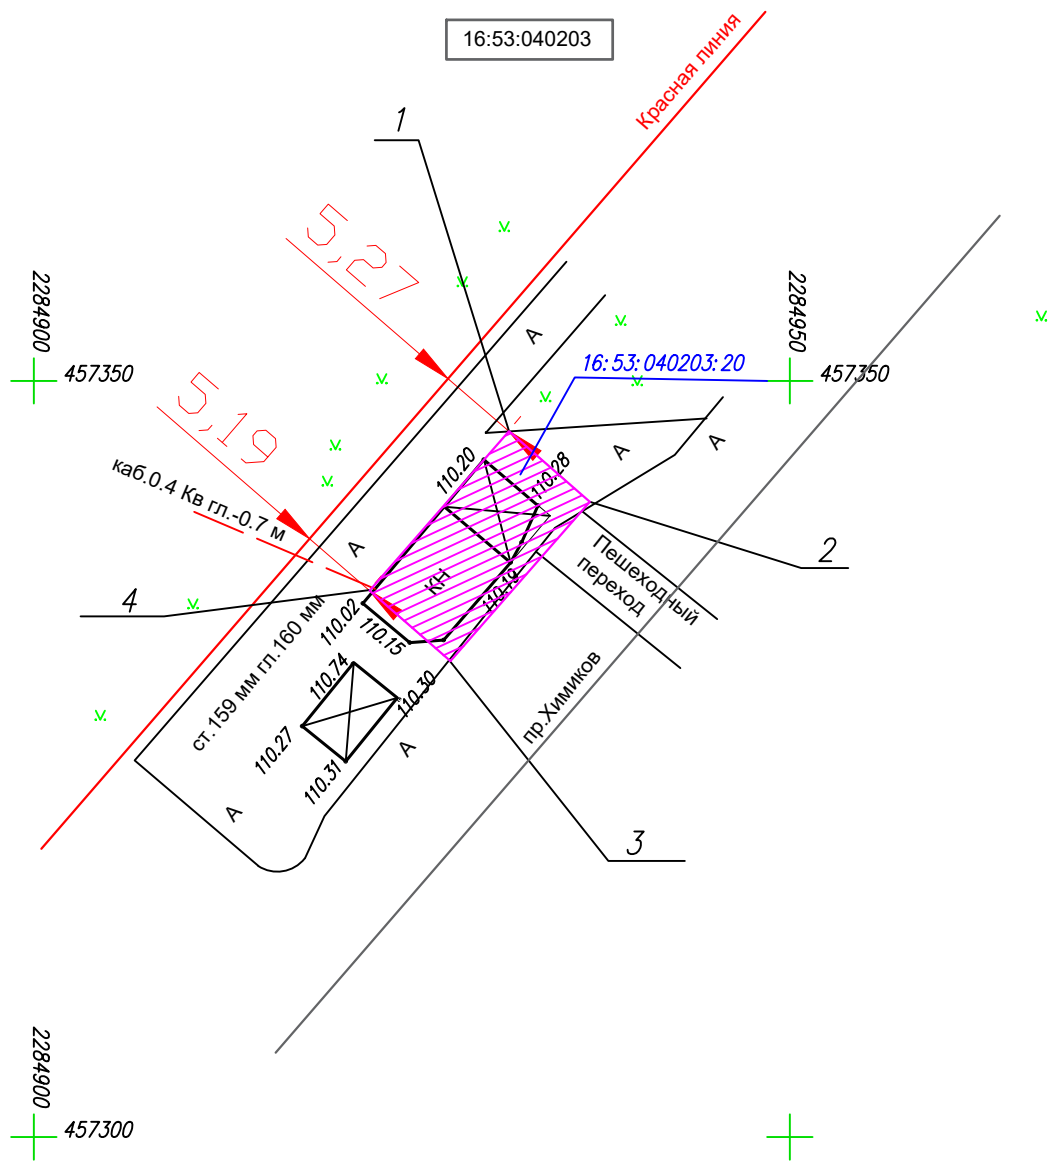 16:53:040203
Красная линия
1
5,27
2284900
457350
A
2284950
457350
16:53:040203:20
5,19
A
A
110.20
110.28
каб.0.4 Кв гл.-0.7 м
A
Пешеходный
переход
2
КН
110.19
4
110.02
110.15
ст.159 мм гл.160 мм
110.74
110.30
пр.Химиков
110.27
110.31
A
A
3
2284900
457300